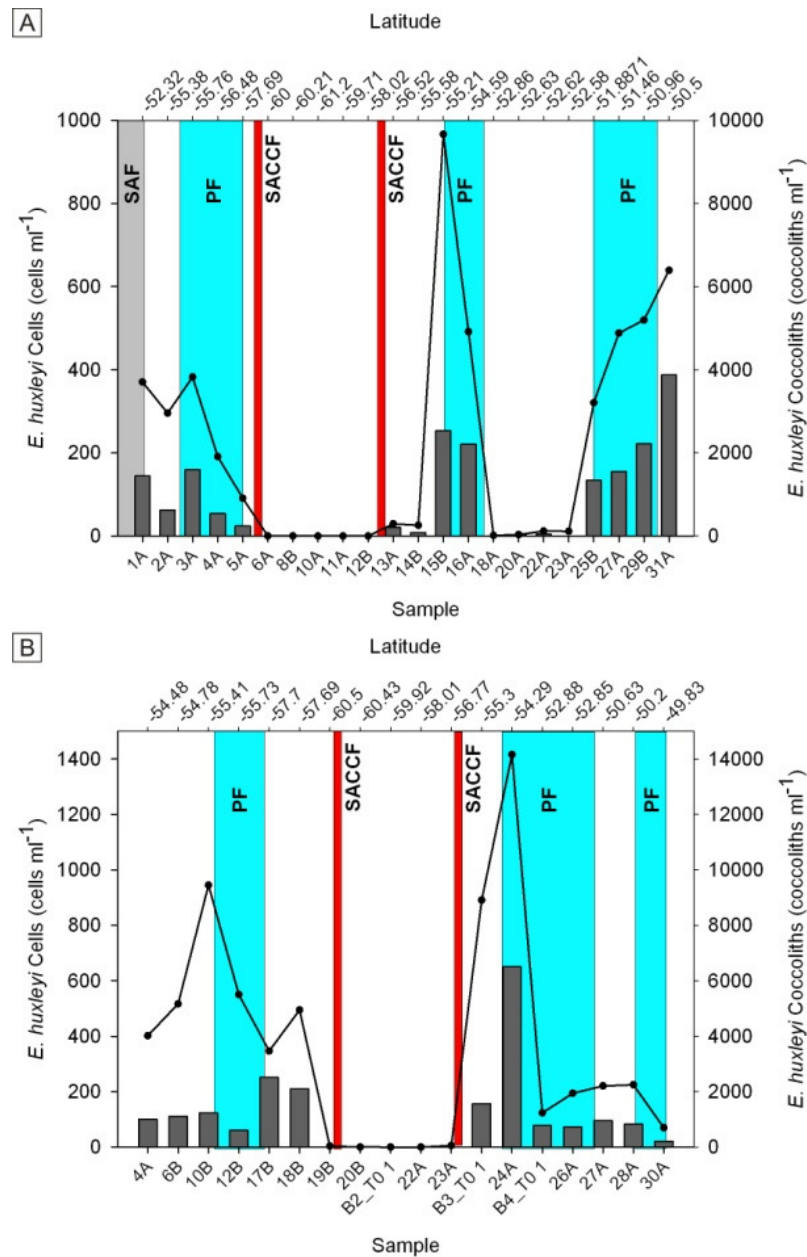 A
Latitude
-52.32 -55.38 -55.76 -56.48 -57.69 -60 -60.21 -61.2 -59.71 -58.02 -56.52 -55.58 -55.21 -54.59 -52.86 -52.63 -52.62 -52.58 -51.8871 -51.46 -50.96 -50.5
1000 800 600 400 200 0
E. huxleyi Cells (cells ml⁻¹)
SAF PF SACCF SACCF PF PF
10000 8000 6000 4000 2000 0
E. huxleyi Coccoliths (coccoliths ml⁻¹)
1A 2A 3A 4A 5A 6A 8B 10A 11A 12B 13A 14B 15B 16A 18A 20A 22A 23A 25B 27A 29B 31A
Sample
B
Latitude
-54.48 -54.78 -55.41 -55.73 -57.7 -57.69 -60.5 -60.43 -59.92 -58.01 -56.77 -55.3 -54.29 -52.88 -52.85 -50.63 -50.2 -49.83
1400 1200 1000 800 600 400 200 0
E. huxleyi Cells (cells ml⁻¹)
PF SACCF SACCF PF PF
14000 12000 10000 8000 6000 4000 2000 0
E. huxleyi Coccoliths (coccoliths ml⁻¹)
4A 6B 10B 12B 17B 18B 19B 20B B2_T0 1 22A 23A B3_T0 1 24A B4_T0 1 26A 27A 28A 30A
Sample